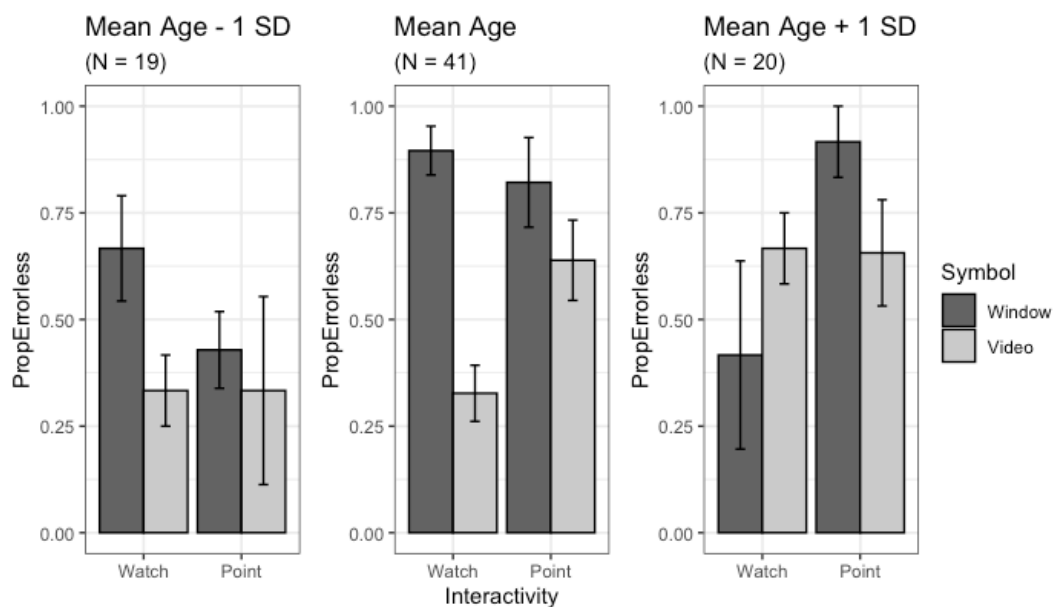 Mean Age - 1 SD
(N = 19)
PropErrorless
1.00
0.75
0.50
0.25
0.00
Watch
Point
Mean Age
(N = 41)
PropErrorless
1.00
0.75
0.50
0.25
0.00
Watch
Point
Interactivity
Mean Age + 1 SD
(N = 20)
PropErrorless
1.00
0.75
0.50
0.25
0.00
Watch
Point
Symbol
Window
Video